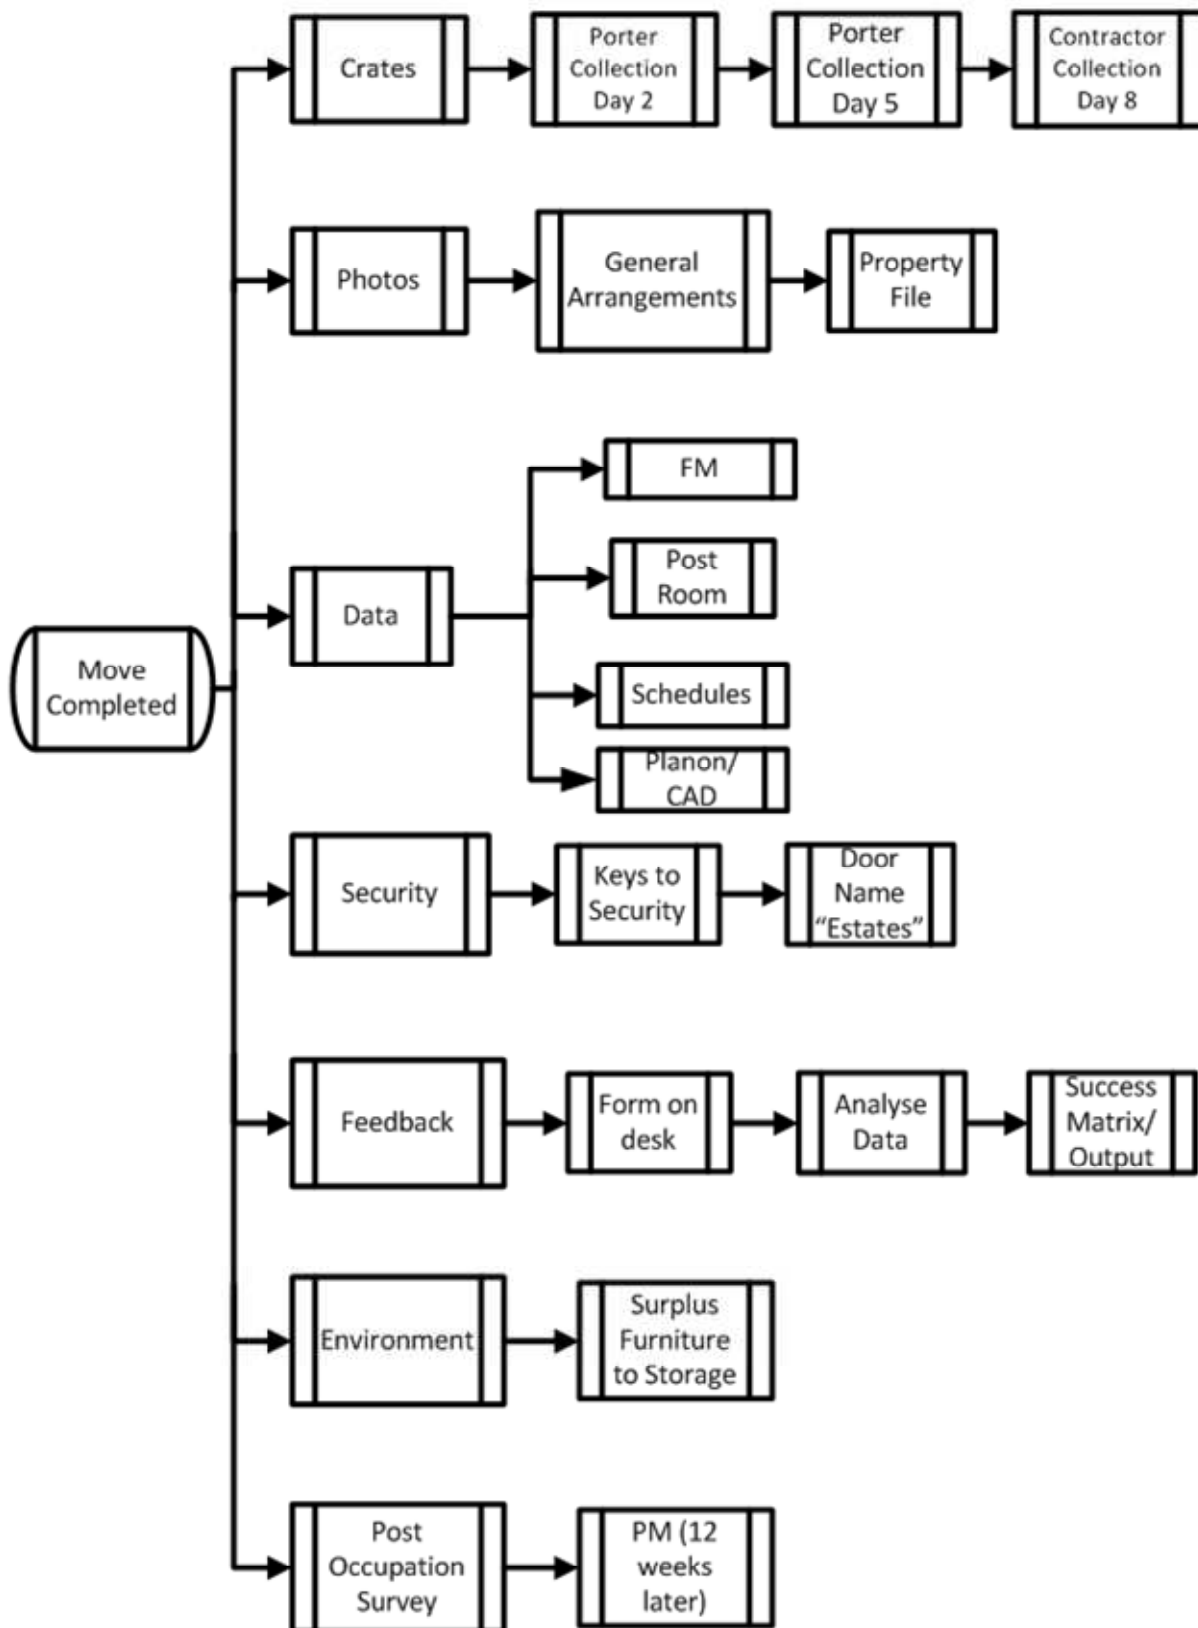 Crates
Porter
Collection
Day 2
Porter
Collection
Day 5
Contractor
Collection
Day 8
Photos
General
Arrangements
Property
File
Data
FM
Post
Room
Schedules
Planon/
CAD
Move
Completed
Security
Keys to
Security
Door
Name
“Estates”
Feedback
Form on
desk
Analyse
Data
Success
Matrix/
Output
Environment
Surplus
Furniture
to Storage
Post
Occupation
Survey
PM (12
weeks
later)